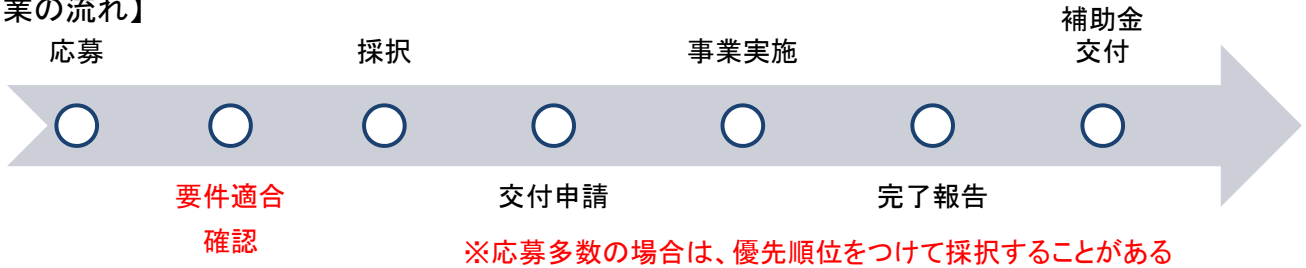 業の流れ】
応募
要件適合
確認
採択
交付申請
事業実施
完了報告
補助金
交付
※応募多数の場合は、優先順位をつけて採択することがある